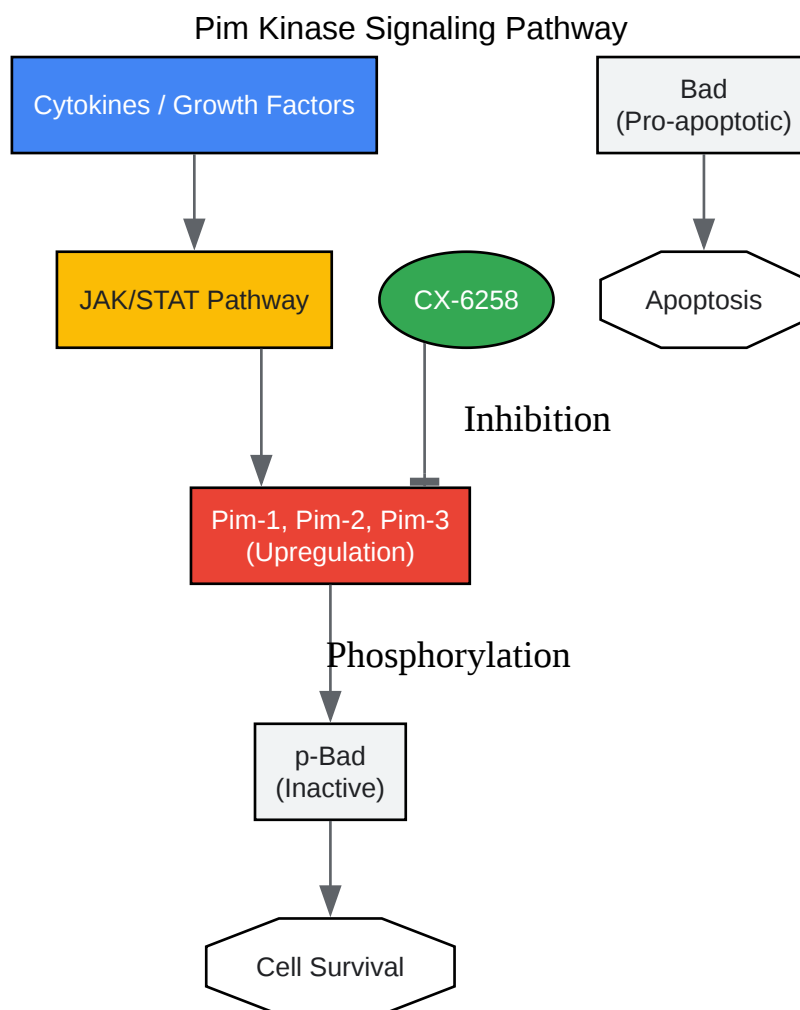 Pim Kinase Signaling Pathway
Cytokines / Growth Factors
Bad
(Pro-apoptotic)
JAK/STAT Pathway
CX-6258
Apoptosis
Inhibition
Pim-1, Pim-2, Pim-3
(Upregulation)
Phosphorylation
p-Bad
(Inactive)
Cell Survival